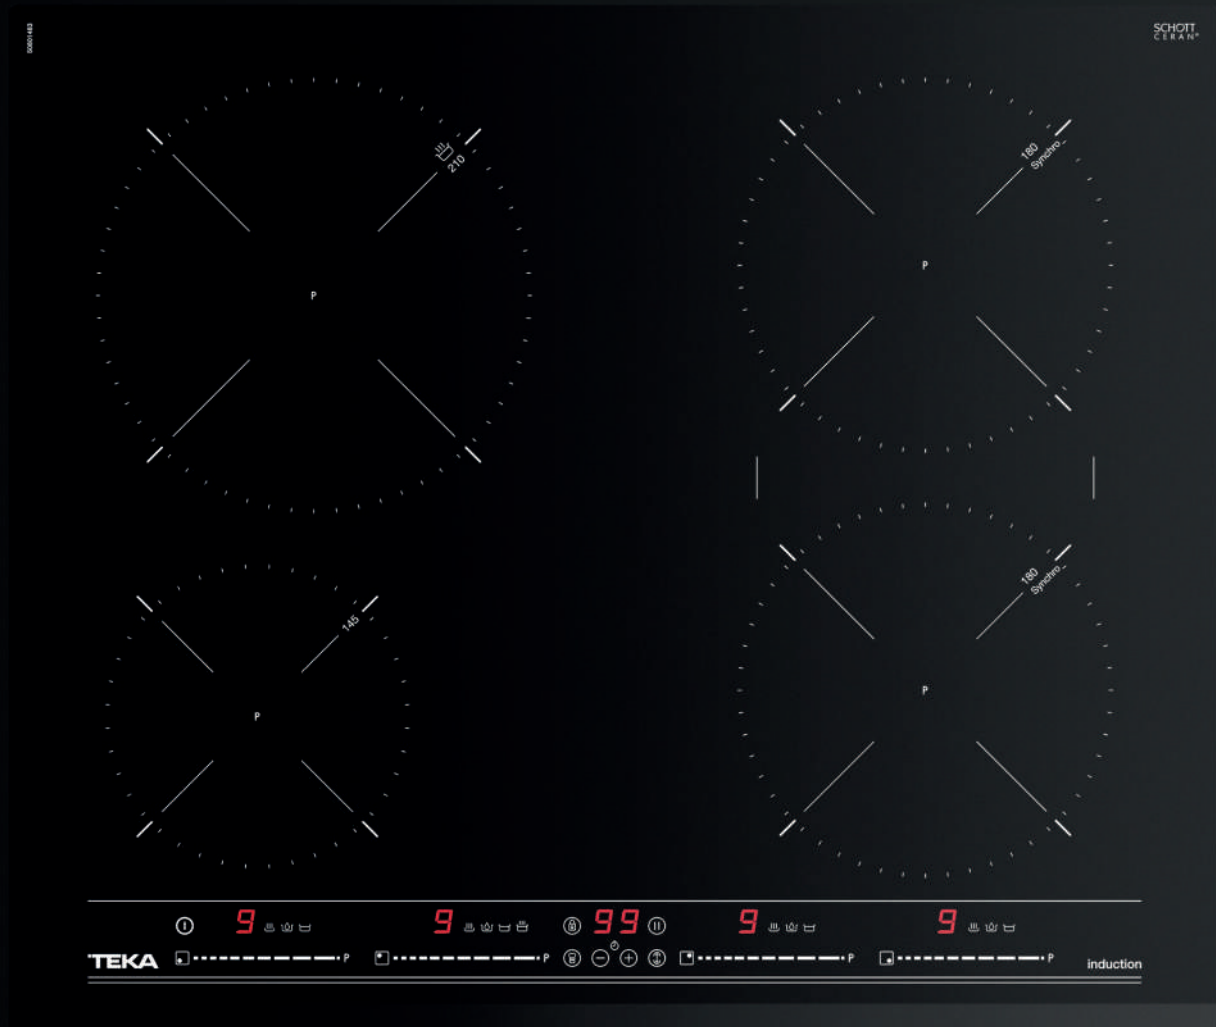 SCHOTT
CERAN®
210
180
Synchro
P
P
145
180
Synchro
P
P
9
9
99
9
9
TEKA
P
P
P
P
induction